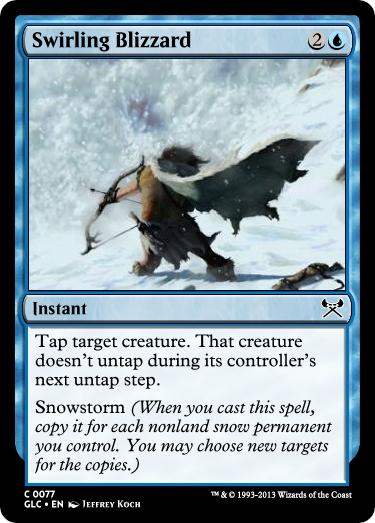 Swirling Blizzard 2
Instant
Tap target creature. That creature
doesn't untap during its controller's
next untap step.
Snowstorm (When you cast this spell,
copy it for each nonland snow permanent
you control. You may choose new targets
for the copies.)
C 0077
GLC • EN Jeffrey Koch
™ & © 1993-2013 Wizards of the Coast